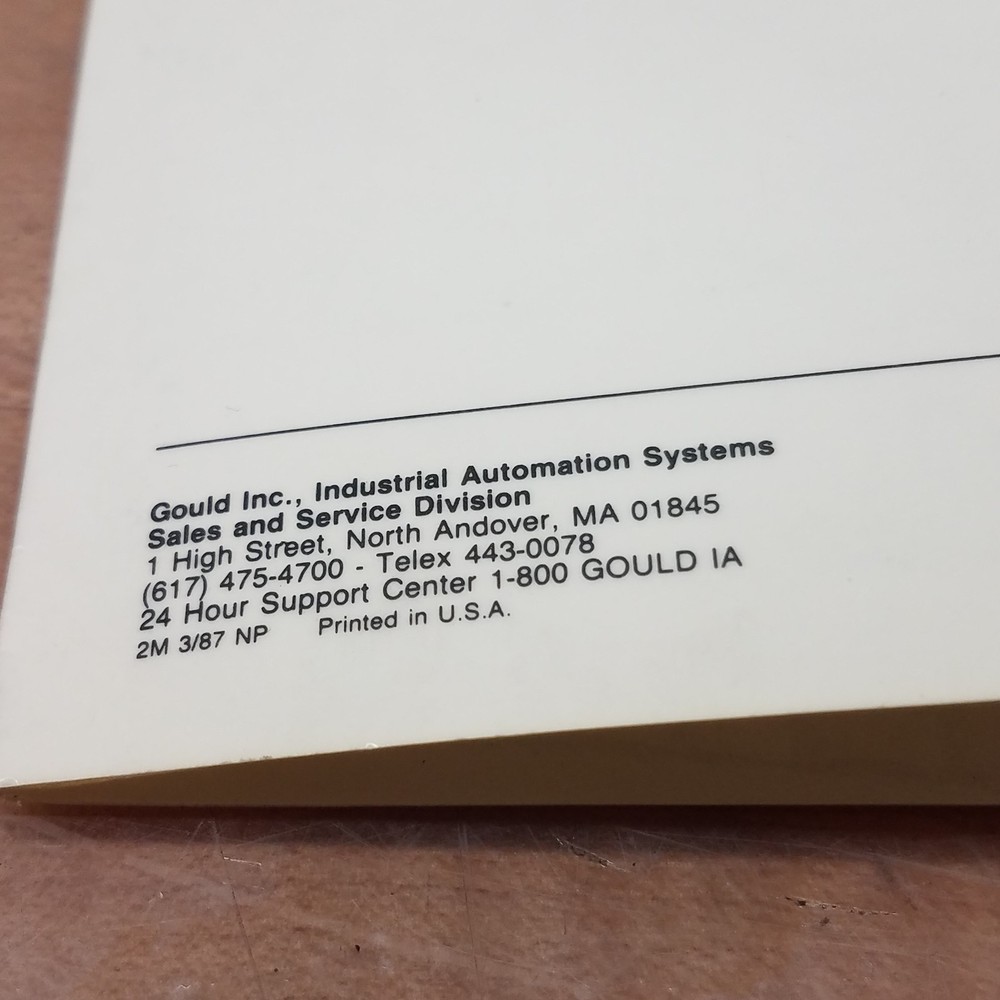 Gould Inc., Industrial Automation Systems
Sales and Service Division
1 High Street, North Andover, MA 01845
(617) 475-4700 - Telex 443-0078
24 Hour Support Center 1-800 GOULD IA
2M 3/87 NP Printed in U.S.A.